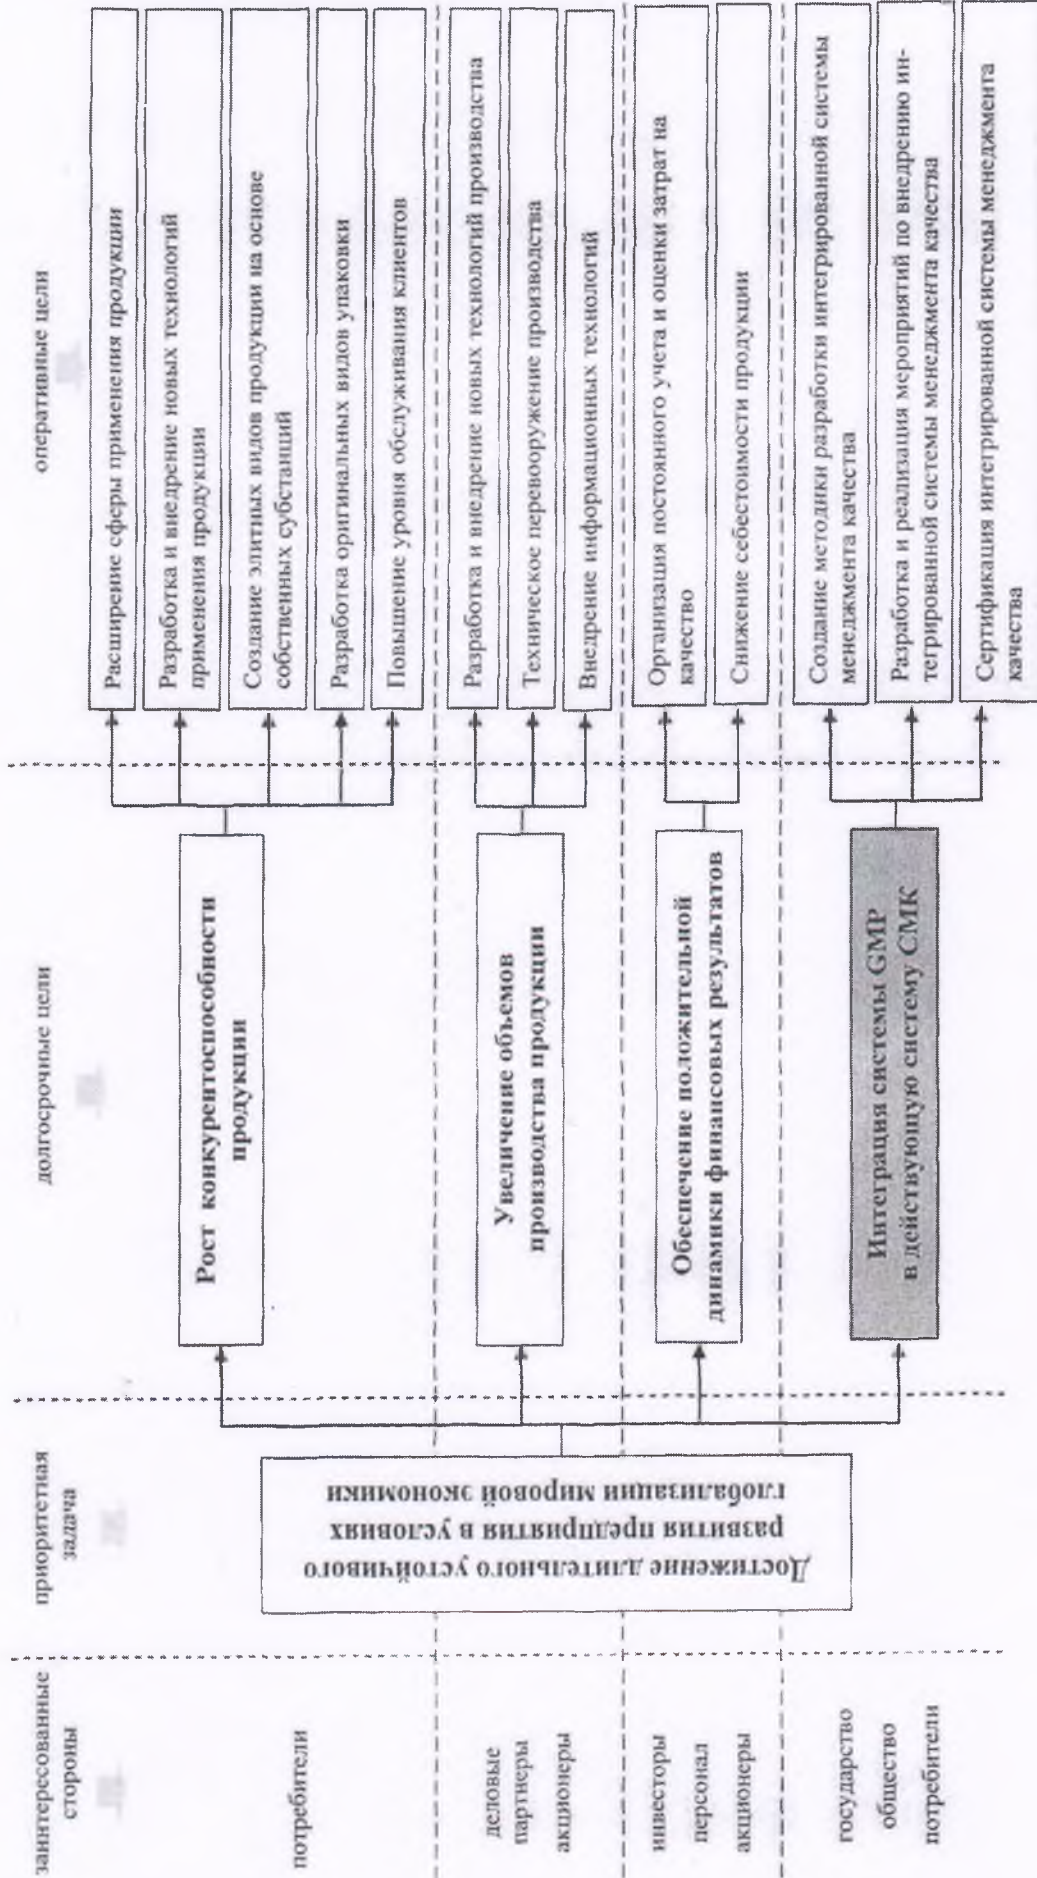 заинтересованные
стороны
приоритетная
задача
долгосрочные цели
оперативные цели
потребители
деловые
партнеры
акционеры
инвесторы
персонал
акционеры
государство
общество
потребители
Достижение длительного устойчивого
развития предприятия в условиях
глобализации мировой экономики
Рост конкурентоспособности
продукции
Увеличение объемов
производства продукции
Обеспечение положительной
динамики финансовых результатов
Интеграция системы GMP
в действующую систему СМК
Расширение сферы применения продукции
Разработка и внедрение новых технологий
применения продукции
Создание элитных видов продукции на основе
собственных субстанций
Разработка оригинальных видов упаковки
Повышение уровня обслуживания клиентов
Разработка и внедрение новых технологий производства
Техническое перевооружение производства
Внедрение информационных технологий
Организация постоянного учета и оценки затрат на
качество
Снижение себестоимости продукции
Создание методики разработки интегрированной системы
менеджмента качества
Разработка и реализация мероприятий по внедрению ин-
тегрированной системы менеджмента качества
Сертификация интегрированной системы менеджмента
качества